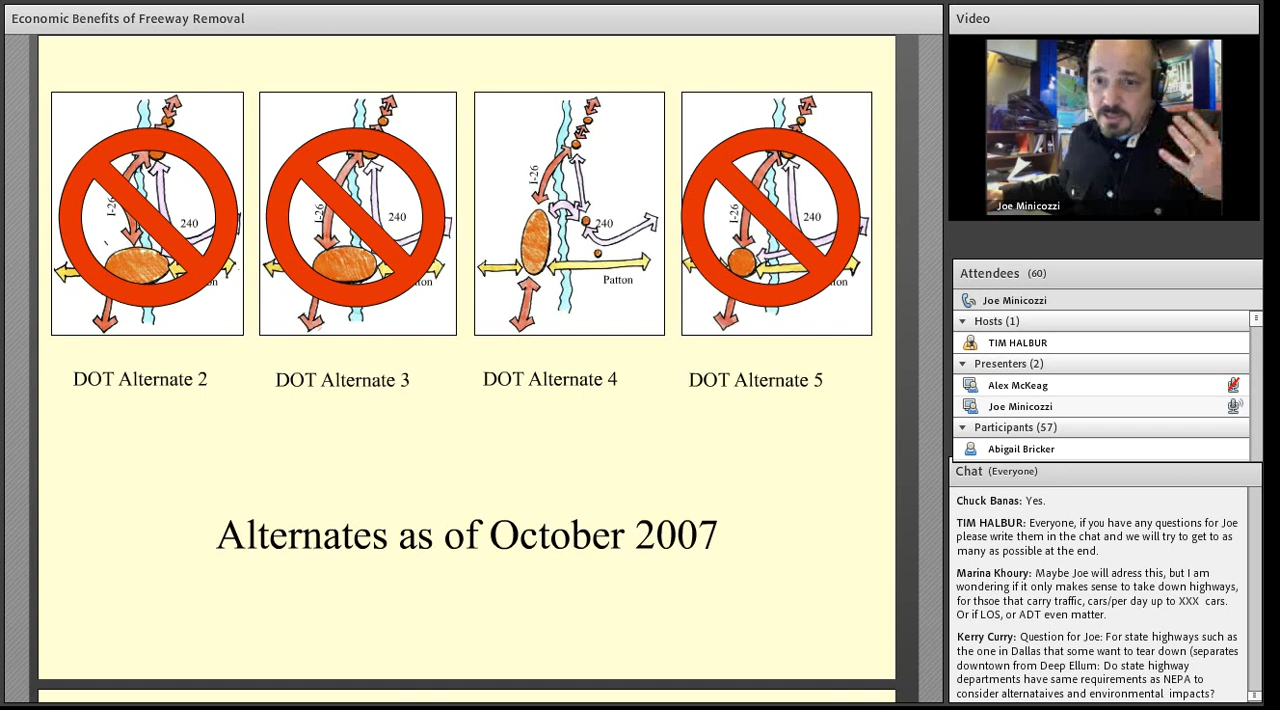 Economic Benefits of Freeway Removal
I-26
240
I-26
240
I-26
240
Patton
I-26
240
DOT Alternate 2
DOT Alternate 3
DOT Alternate 4
DOT Alternate 5
Alternates as of October 2007
Video
Joe Minicozzi
Attendees (60)
Joe Minicozzi
Hosts (1)
TIM HALBUR
Presenters (2)
Alex McKeag
Joe Minicozzi
Participants (57)
Abigail Bricker
Chat (Everyone)
Chuck Banas: Yes.
TIM HALBUR: Everyone, if you have any questions for Joe
please write them in the chat and we will try to get to as
many as possible at the end.
Marina Khoury: Maybe Joe will adress this, but I am
wondering if it only makes sense to take down highways,
for thsoe that carry traffic, cars/per day up to XXX cars.
Or if LOS, or ADT even matter.
Kerry Curry: Question for Joe: For state highways such as
the one in Dallas that some want to tear down (separates
downtown from Deep Ellum: Do state highway
departments have same requirements as NEPA to
consider alternataives and environmental impacts?